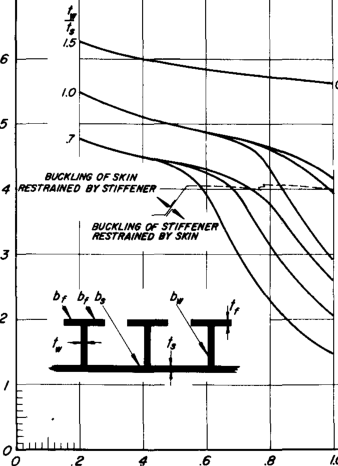 t_w
t_s
6
1.5
1.0
5
.7
BUCKLING OF SKIN
RESTRAINED BY STIFFENER
4
BUCKLING OF STIFFENER
RESTRAINED BY SKIN
3
b_f b_f b_s b_w t_f
2
t_w t_s
1
0
0 .2 .4 .6 .8 1.0